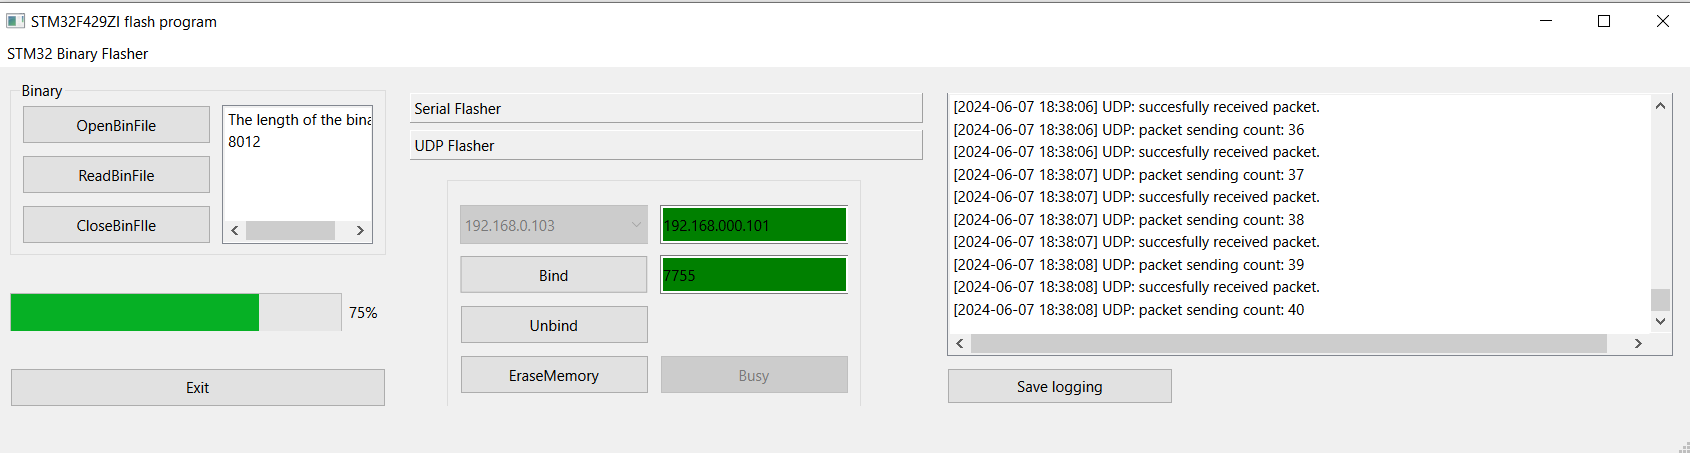 STM32F429ZI flash program
STM32 Binary Flasher
Binary
OpenBinFile
ReadBinFile
CloseBinFIle
The length of the bina
8012
75%
Exit
Serial Flasher
UDP Flasher
192.168.0.103
192.168.000.101
Bind
7755
Unbind
EraseMemory
Busy
[2024-06-07 18:38:06] UDP: succesfully received packet.
[2024-06-07 18:38:06] UDP: packet sending count: 36
[2024-06-07 18:38:06] UDP: succesfully received packet.
[2024-06-07 18:38:07] UDP: packet sending count: 37
[2024-06-07 18:38:07] UDP: succesfully received packet.
[2024-06-07 18:38:07] UDP: packet sending count: 38
[2024-06-07 18:38:07] UDP: succesfully received packet.
[2024-06-07 18:38:08] UDP: packet sending count: 39
[2024-06-07 18:38:08] UDP: succesfully received packet.
[2024-06-07 18:38:08] UDP: packet sending count: 40
Save logging